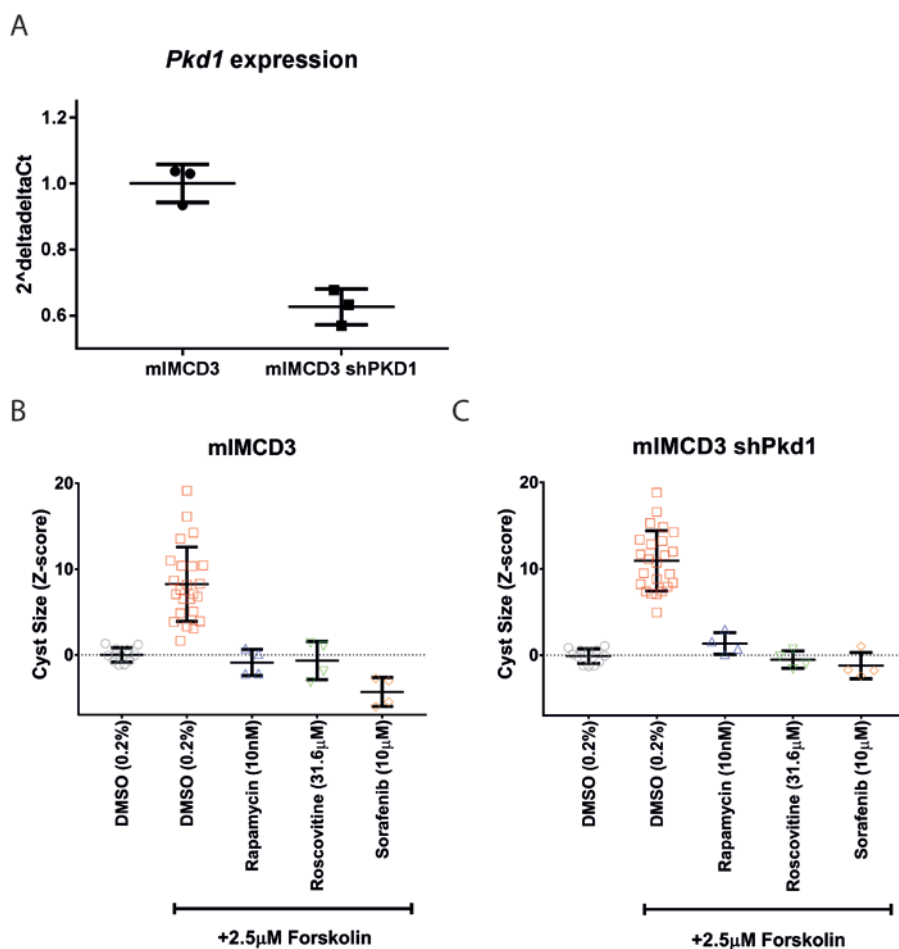 A
Pkd1 expression
2^deltadeltaCt
1.2
1.0
0.8
0.6
mIMCD3
mIMCD3 shPKD1
B
mIMCD3
Cyst Size (Z-score)
20
10
0
DMSO (0.2%)
DMSO (0.2%)
Rapamycin (10nM)
Roscovitine (31.6μM)
Sorafenib (10μM)
+2.5μM Forskolin
C
mIMCD3 shPkd1
Cyst Size (Z-score)
20
10
0
DMSO (0.2%)
DMSO (0.2%)
Rapamycin (10nM)
Roscovitine (31.6μM)
Sorafenib (10μM)
+2.5μM Forskolin